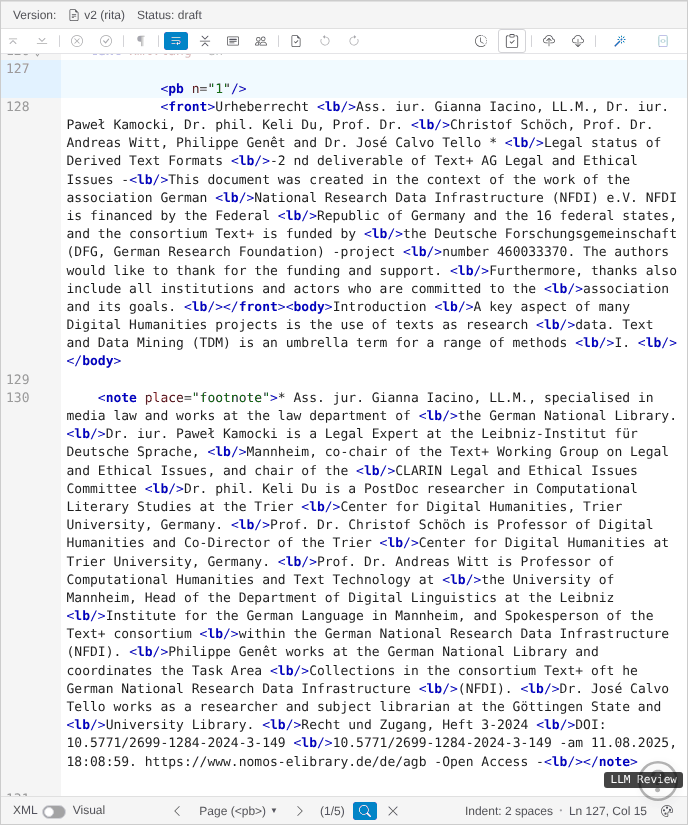 Version: v2 (rita) Status: draft
127
<pb n="1"/>
128 <front>Urheberrecht <lb/>Ass. iur. Gianna Iacino, LL.M., Dr. iur.
Paweł Kamocki, Dr. phil. Keli Du, Prof. Dr. <lb/>Christof Schöch, Prof. Dr.
Andreas Witt, Philippe Genêt and Dr. José Calvo Tello * <lb/>Legal status of
Derived Text Formats <lb/>-2 nd deliverable of Text+ AG Legal and Ethical
Issues -<lb/>This document was created in the context of the work of the
association German <lb/>National Research Data Infrastructure (NFDI) e.V. NFDI
is financed by the Federal <lb/>Republic of Germany and the 16 federal states,
and the consortium Text+ is funded by <lb/>the Deutsche Forschungsgemeinschaft
(DFG, German Research Foundation) -project <lb/>number 460033370. The authors
would like to thank for the funding and support. <lb/>Furthermore, thanks also
include all institutions and actors who are committed to the <lb/>association
and its goals. <lb/></front><body>Introduction <lb/>A key aspect of many
Digital Humanities projects is the use of texts as research <lb/>data. Text
and Data Mining (TDM) is an umbrella term for a range of methods <lb/>I. <lb/>
</body>
129
130 <note place="footnote">* Ass. jur. Gianna Iacino, LL.M., specialised in
media law and works at the law department of <lb/>the German National Library.
<lb/>Dr. iur. Paweł Kamocki is a Legal Expert at the Leibniz-Institut für
Deutsche Sprache, <lb/>Mannheim, co-chair of the Text+ Working Group on Legal
and Ethical Issues, and chair of the <lb/>CLARIN Legal and Ethical Issues
Committee <lb/>Dr. phil. Keli Du is a PostDoc researcher in Computational
Literary Studies at the Trier <lb/>Center for Digital Humanities, Trier
University, Germany. <lb/>Prof. Dr. Christof Schöch is Professor of Digital
Humanities and Co-Director of the Trier <lb/>Center for Digital Humanities at
Trier University, Germany. <lb/>Prof. Dr. Andreas Witt is Professor of
Computational Humanities and Text Technology at <lb/>the University of
Mannheim, Head of the Department of Digital Linguistics at the Leibniz
<lb/>Institute for the German Language in Mannheim, and Spokesperson of the
Text+ consortium <lb/>within the German National Research Data Infrastructure
(NFDI). <lb/>Philippe Genêt works at the German National Library and
coordinates the Task Area <lb/>Collections in the consortium Text+ oft he
German National Research Data Infrastructure <lb/>(NFDI). <lb/>Dr. José Calvo
Tello works as a researcher and subject librarian at the Göttingen State and
<lb/>University Library. <lb/>Recht und Zugang, Heft 3-2024 <lb/>DOI:
10.5771/2699-1284-2024-3-149 <lb/>10.5771/2699-1284-2024-3-149 -am 11.08.2025,
18:08:59. https://www.nomos-elibrary.de/de/agb -Open Access -<lb/></note>
LLM Review
XML Visual Page (<pb>) (1/5) Indent: 2 spaces · Ln 127, Col 15